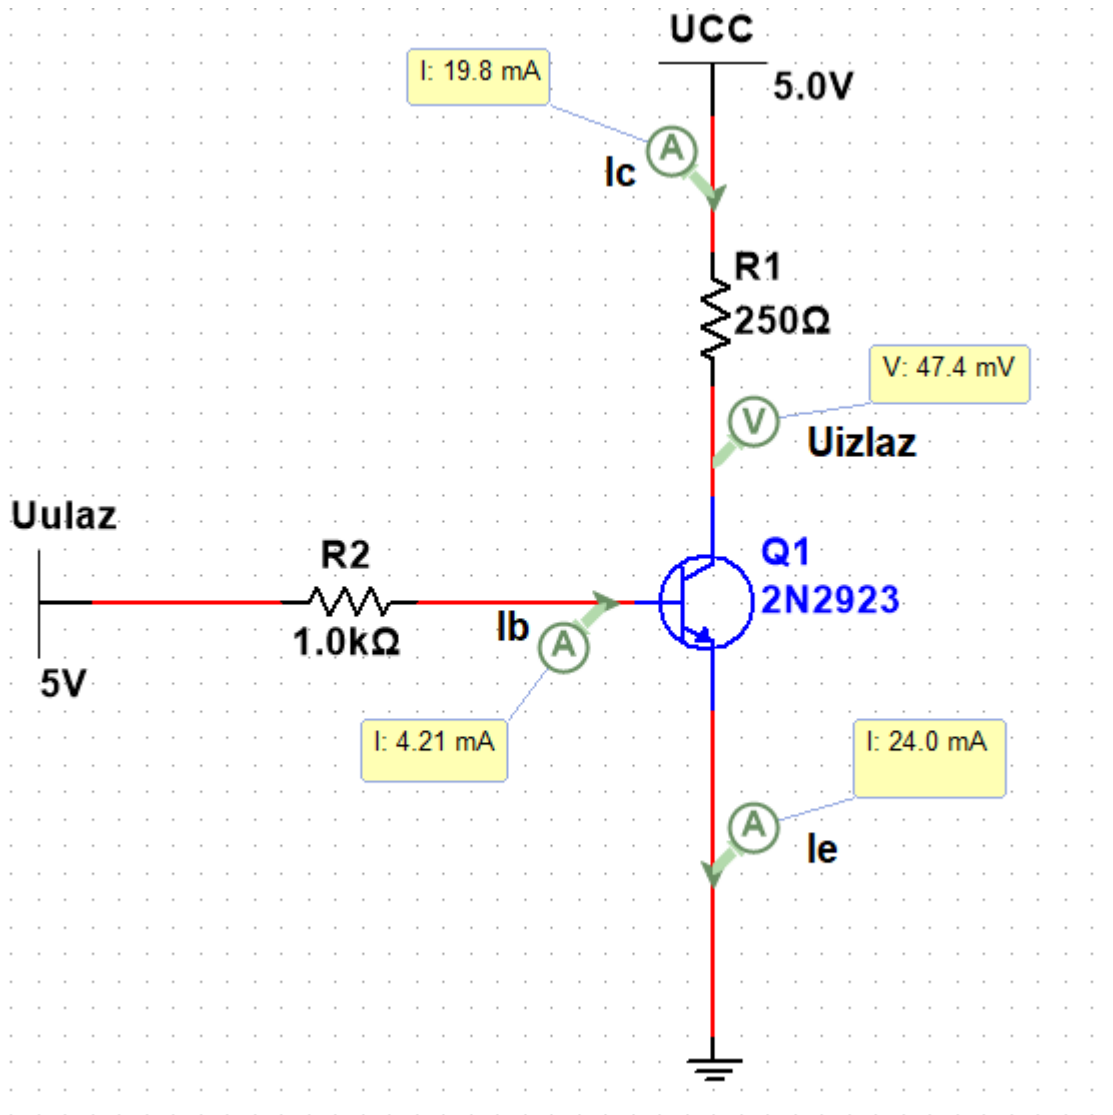 UCC
5.0V
I: 19.8 mA
A
Ic
R1
250Ω
V: 47.4 mV
V
Uizlaz
Uulaz
5V
R2
1.0kΩ
Ib
A
I: 4.21 mA
Q1
2N2923
I: 24.0 mA
A
Ie